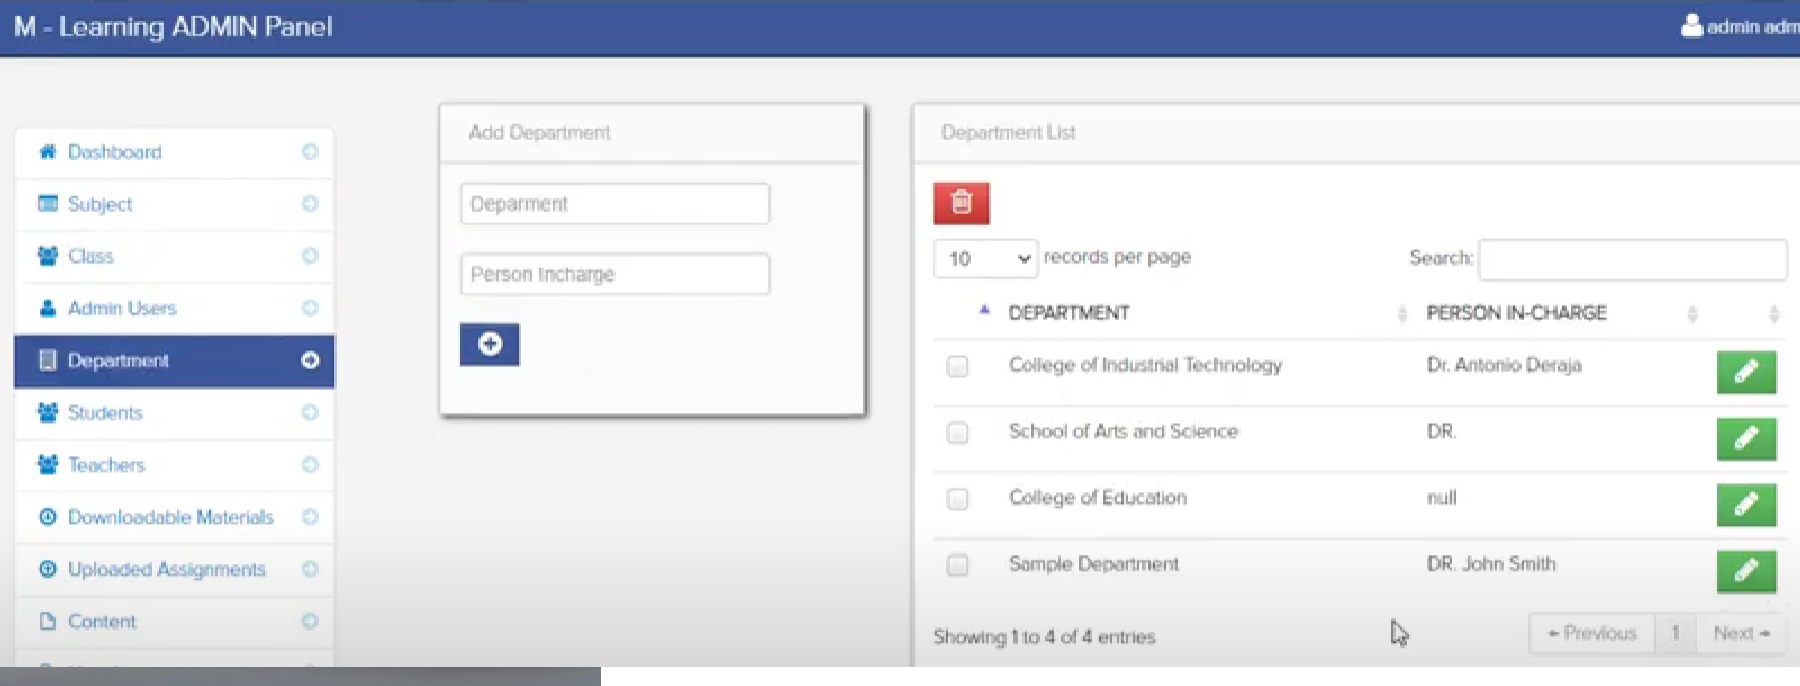 M - Learning ADMIN Panel
admin adm
Dashboard
Subject
Class
Admin Users
Department
Students
Teachers
Downloadable Materials
Uploaded Assignments
Content
Add Department
Deparment
Person Incharge
Department List
10 records per page
Search:
DEPARTMENT PERSON IN-CHARGE
College of Industrial Technology Dr. Antonio Deraja
School of Arts and Science DR.
College of Education null
Sample Department DR. John Smith
Showing 1 to 4 of 4 entries
← Previous 1 Next →